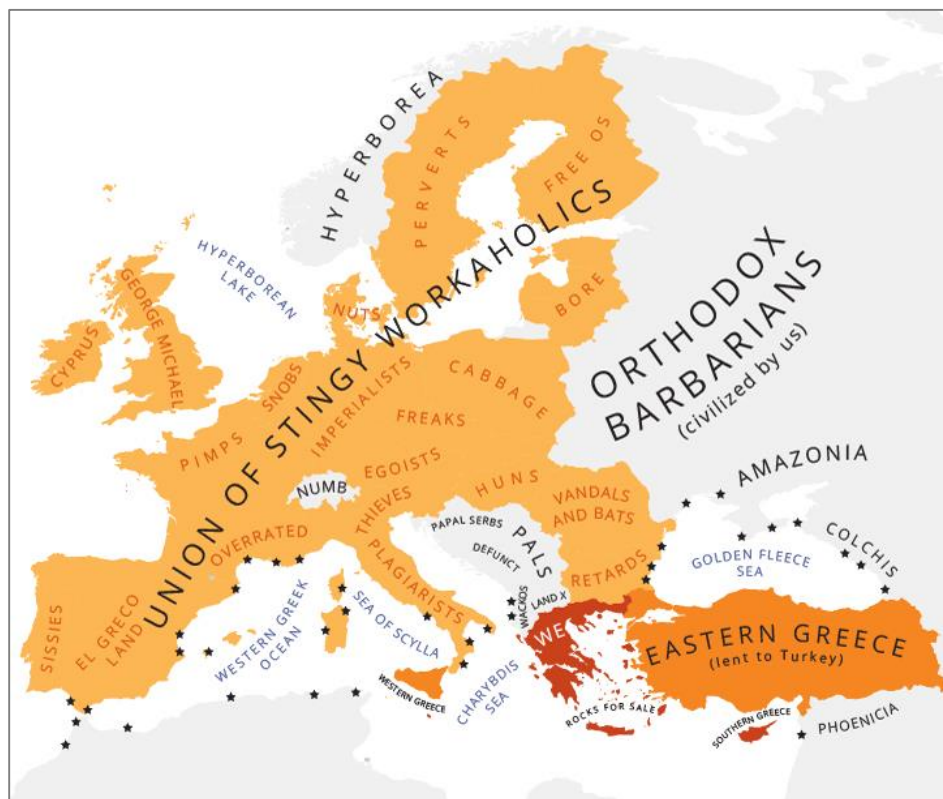 HYPERBOREA
PERVERTS
FREE OS
HYPERBOREAN
LAKE
GEORGE MICHAEL
CYPRUS
NUTS
BORE
UNION OF STINGY WORKAHOLICS
ORTHODOX
BARBARIANS
(civilized by us)
SNOBS
IMPERIALISTS
CABBAGE
FREAKS
PIMPS
EGOISTS
NUMB
HUNS
THIEVES
VANDALS
AND BATS
AMAZONIA
OVERRATED
PAPAL SERBS
PALS
DEFUNCT
PLAGIARISTS
RETARDS
GOLDEN FLEECE
SEA
COLCHIS
SISSIES
EL GRECO
LAND
WESTERN GREEK
OCEAN
SEA OF SCYLLA
WACKOS
LAND X
WE
EASTERN GREECE
(lent to Turkey)
WESTERN GREECE
CHARYBDIS
SEA
ROCKS FOR SALE
SOUTHERN GREECE
PHOENICIA